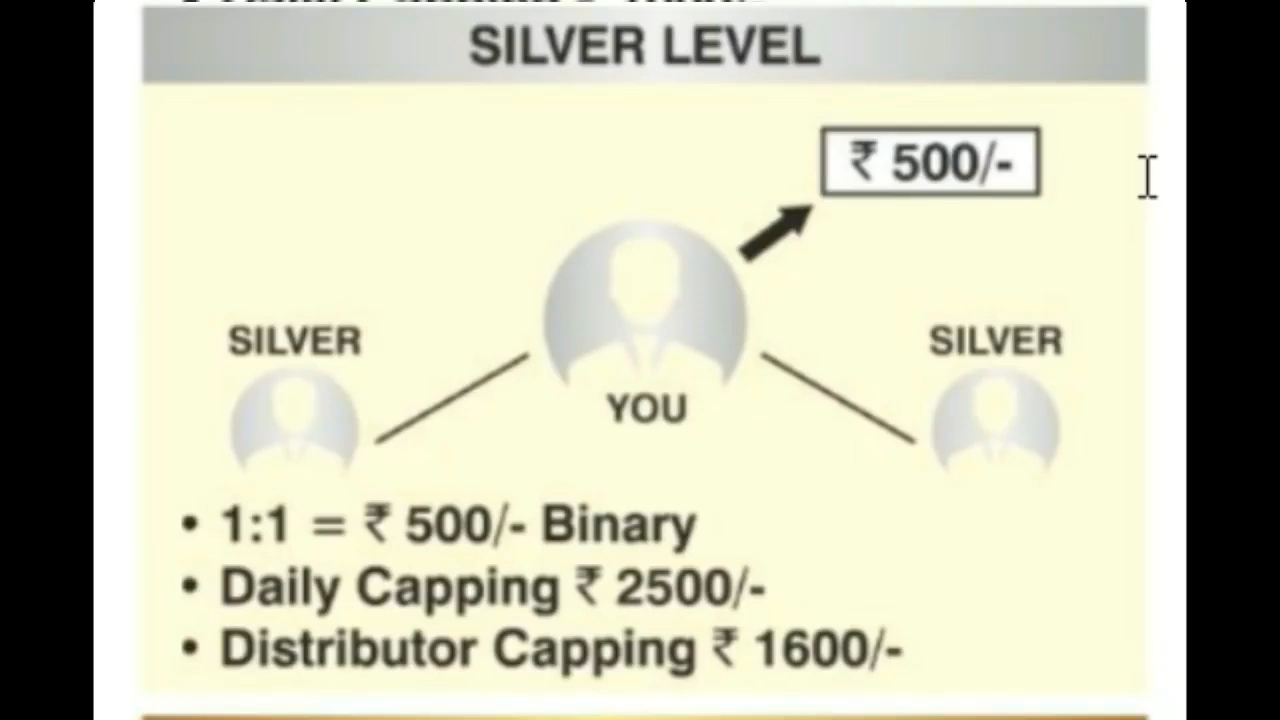 SILVER LEVEL
₹ 500/-
SILVER
SILVER
YOU
• 1:1 = ₹ 500/- Binary
• Daily Capping ₹ 2500/-
• Distributor Capping ₹ 1600/-